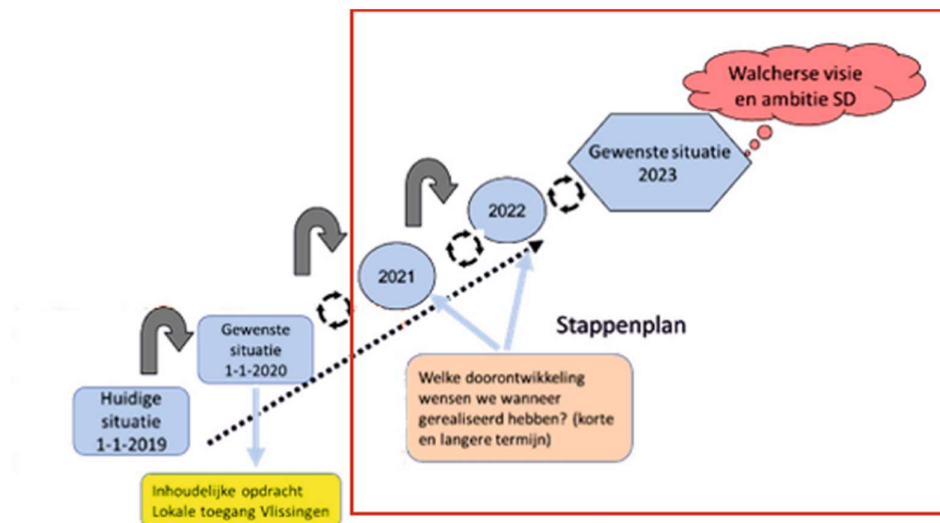 Walcherse visie
en ambitie SD
Gewenste situatie
2023
2022
2021
Stappenplan
Gewenste
situatie
1-1-2020
Welke doorontwikkeling
wensen we wanneer
gerealiseerd hebben? (korte
en langere termijn)
Huidige
situatie
1-1-2019
Inhoudelijke opdracht
Lokale toegang Vlissingen